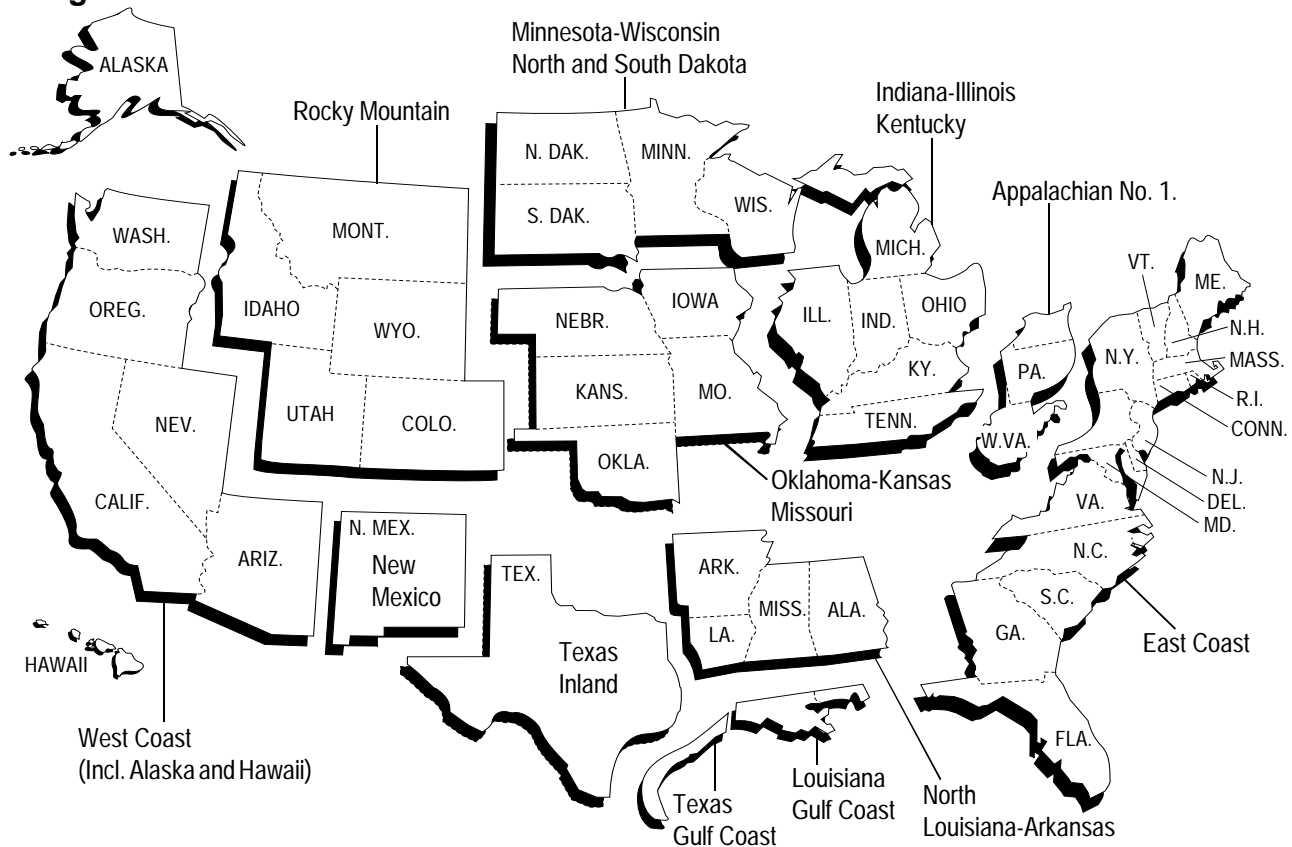 ALASKA
Minnesota-Wisconsin
North and South Dakota
Rocky Mountain
Indiana-Illinois
Kentucky
Appalachian No. 1.
N. DAK.
MINN.
S. DAK.
WIS.
WASH.
MONT.
MICH.
VT.
ME.
OREG.
IDAHO
WYO.
NEBR.
IOWA
ILL.
IND.
OHIO
N.Y.
N.H.
MASS.
PA.
KY.
R.I.
CONN.
NEV.
UTAH
COLO.
KANS.
MO.
TENN.
W.VA.
OKLA.
N.J.
DEL.
MD.
Oklahoma-Kansas
Missouri
CALIF.
VA.
ARIZ.
N. MEX.
New
Mexico
TEX.
ARK.
N.C.
MISS.
ALA.
S.C.
LA.
GA.
East Coast
HAWAII
Texas
Inland
West Coast
(Incl. Alaska and Hawaii)
FLA.
Texas
Gulf Coast
Louisiana
Gulf Coast
North
Louisiana-Arkansas